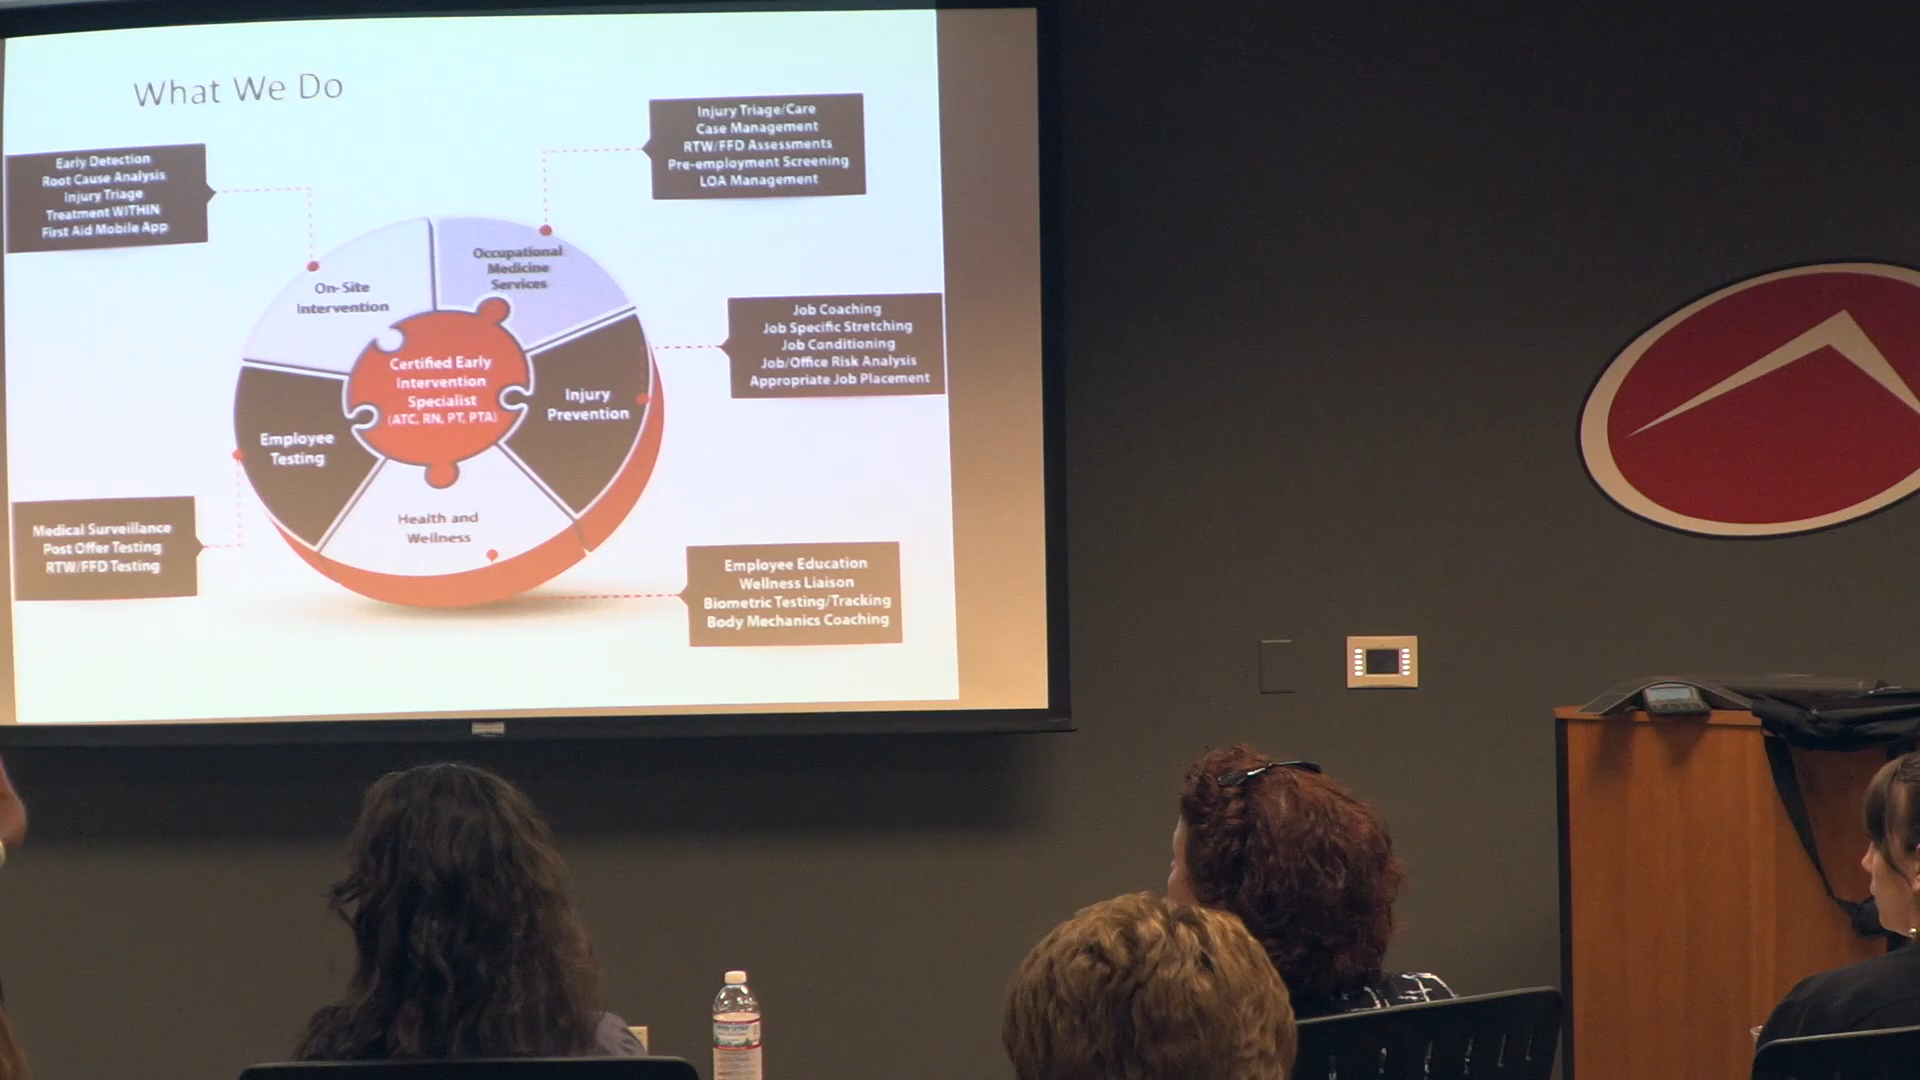 What We Do
Early Detection
Root Cause Analysis
Injury Triage
Treatment WITHIN
First Aid Mobile App
Injury Triage/Care
Case Management
RTW/FFD Assessments
Pre-employment Screening
LOA Management
On-Site
Intervention
Occupational
Medicine
Services
Job Coaching
Job Specific Stretching
Job Conditioning
Job/Office Risk Analysis
Appropriate Job Placement
Certified Early
Intervention
Specialist
(ATC, RN, PT, PTA)
Injury
Prevention
Employee
Testing
Health and
Wellness
Medical Surveillance
Post Offer Testing
RTW/FFD Testing
Employee Education
Wellness Liaison
Biometric Testing/Tracking
Body Mechanics Coaching